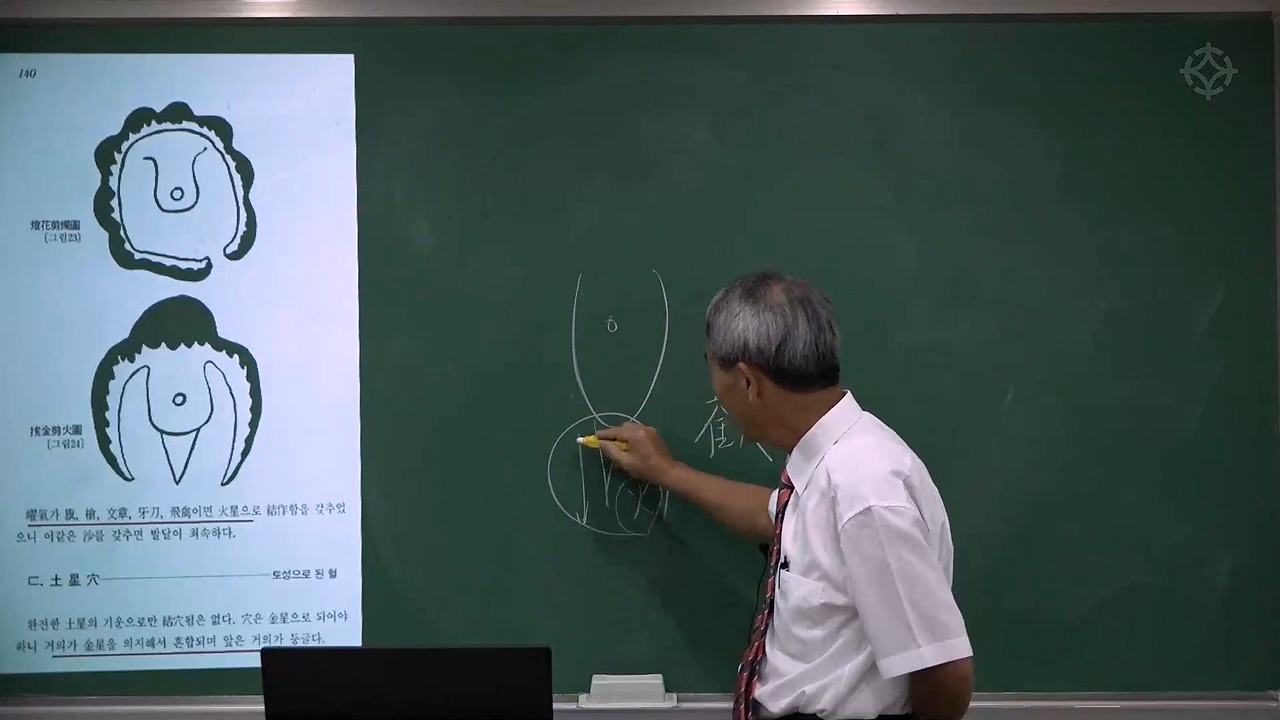 140
燈花剪燭圖
(그림23)
挨金剪火圖
(그림24)
曜氣가 旗, 槍, 文章, 牙刀, 飛禽이면 火星으로 結作함을 갖추었
으니 이같은 沙를 갖추면 발달이 최속하다.
ㄷ. 土星穴 토성으로 된 혈
완전한 土星의 기운으로만 結穴됨은 없다. 穴은 金星으로 되어야
하니 거의가 金星을 의지해서 혼합되며 앞은 거의가 둥글다.